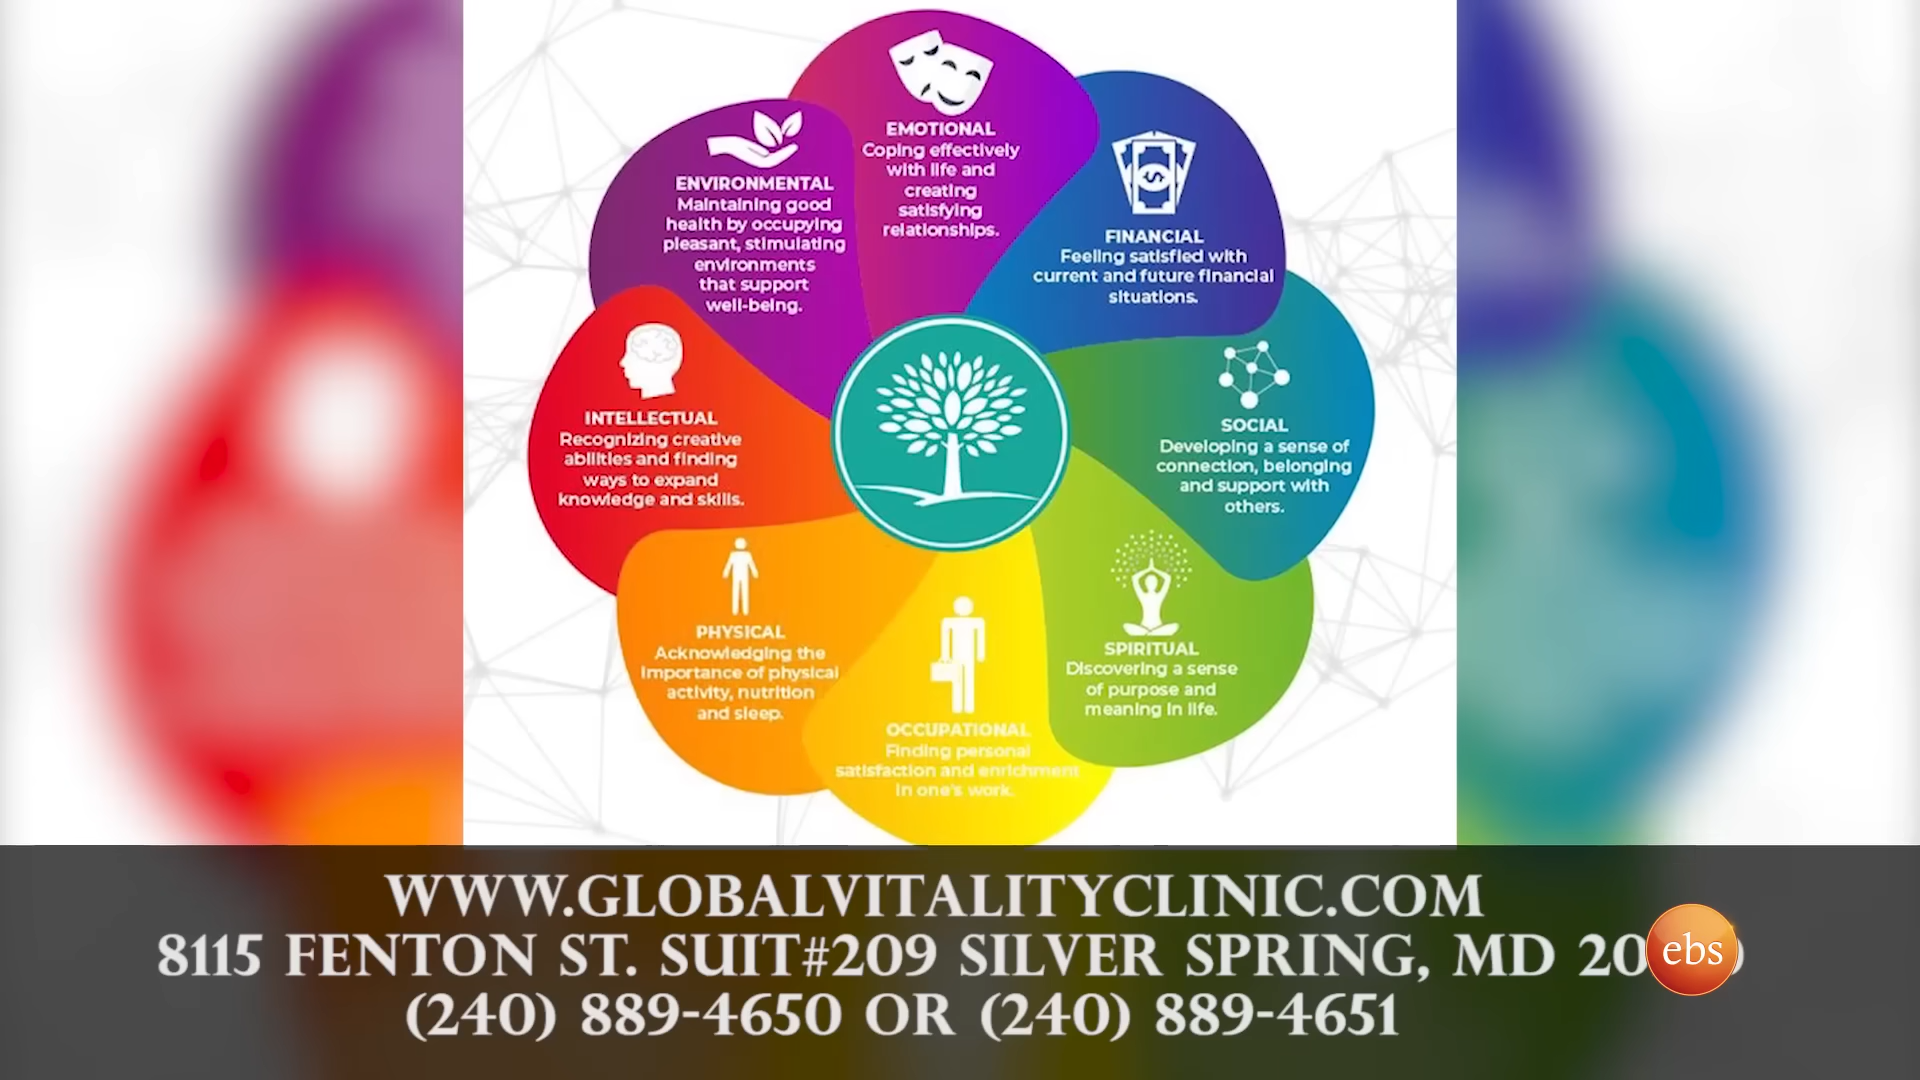 EMOTIONAL
Coping effectively
with life and
creating
satisfying
relationships.
FINANCIAL
Feeling satisfied with
current and future financial
situations.
SOCIAL
Developing a sense of
connection, belonging
and support with
others.
SPIRITUAL
Discovering a sense
of purpose and
meaning in life.
OCCUPATIONAL
Finding personal
satisfaction and enrichment
in one's work.
PHYSICAL
Acknowledging the
importance of physical
activity, nutrition
and sleep.
INTELLECTUAL
Recognizing creative
abilities and finding
ways to expand
knowledge and skills.
ENVIRONMENTAL
Maintaining good
health by occupying
pleasant, stimulating
environments
that support
well-being.
WWW.GLOBALVITALITYCLINIC.COM
8115 FENTON ST. SUIT#209 SILVER SPRING, MD
ebs
(240) 889-4650 OR (240) 889-4651